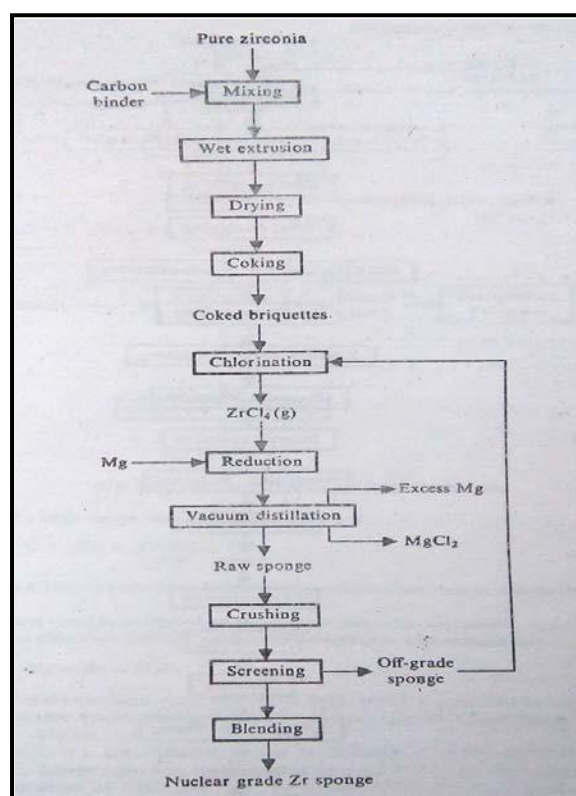 Pure zirconia
Carbon
binder
Mixing
Wet extrusion
Drying
Coking
Coked briquettes
Chlorination
ZrCl₄(g)
Mg
Reduction
Excess Mg
Vacuum distillation
MgCl₂
Raw sponge
Crushing
Screening
Off-grade
sponge
Blending
Nuclear grade Zr sponge